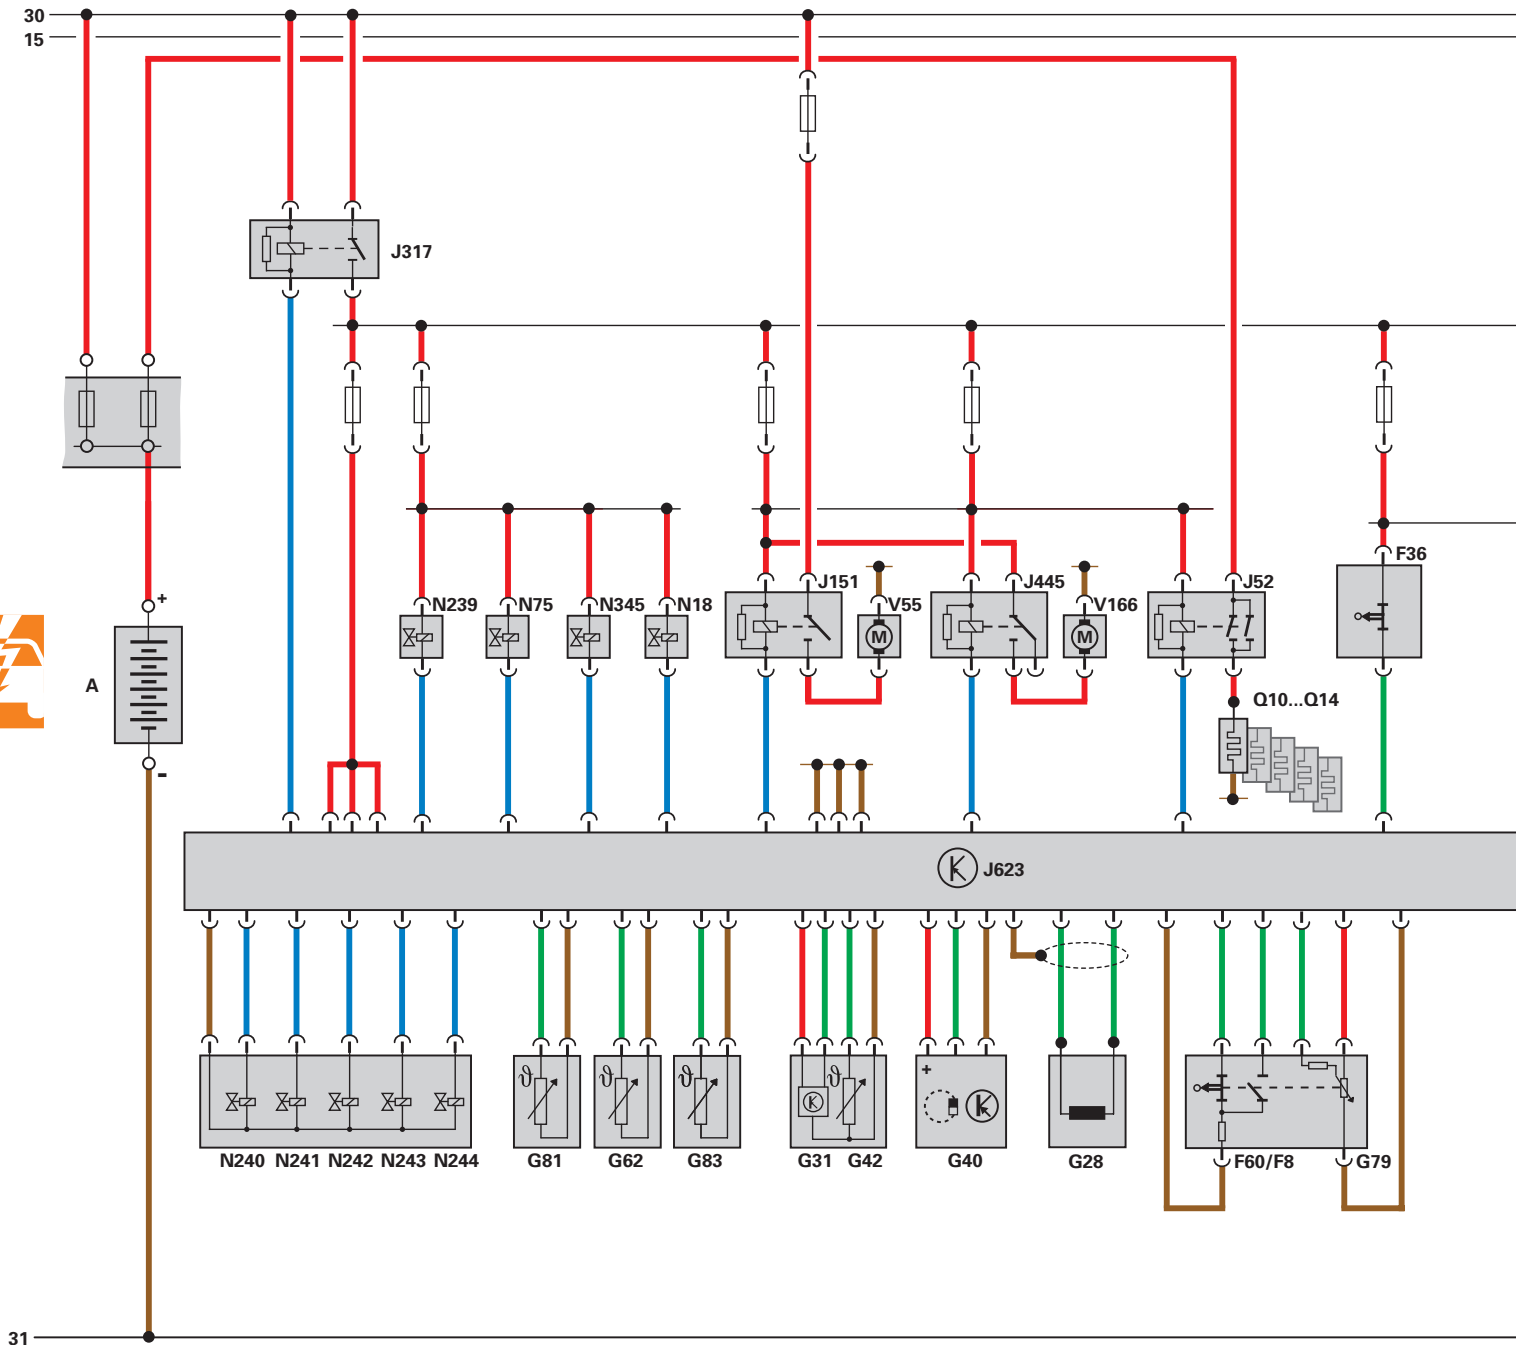 30
15
J317
F36
J151
J445
J52
N239
N75
N345
N18
V55
V166
+
M
M
A
Q10...Q14
-
J623
ϑ
ϑ
ϑ
ϑ
+
N240 N241 N242 N243 N244
G81
G62
G83
G31 G42
G40
G28
F60/F8
G79
31